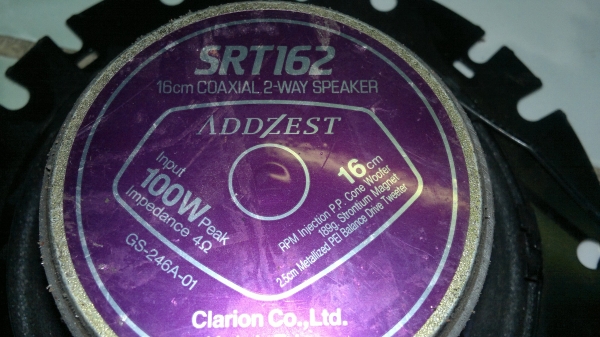 SRT162
16cm COAXIAL 2-WAY SPEAKER
ADDZEST
Input
100W Peak
Impedance 4Ω
GS-246A-01
16cm
RPM Injection P.P. Cone Woofer
189g, Strontium Magnet
2.5cm Metallized PEI Balance Drive Tweeter
Clarion Co.,Ltd.